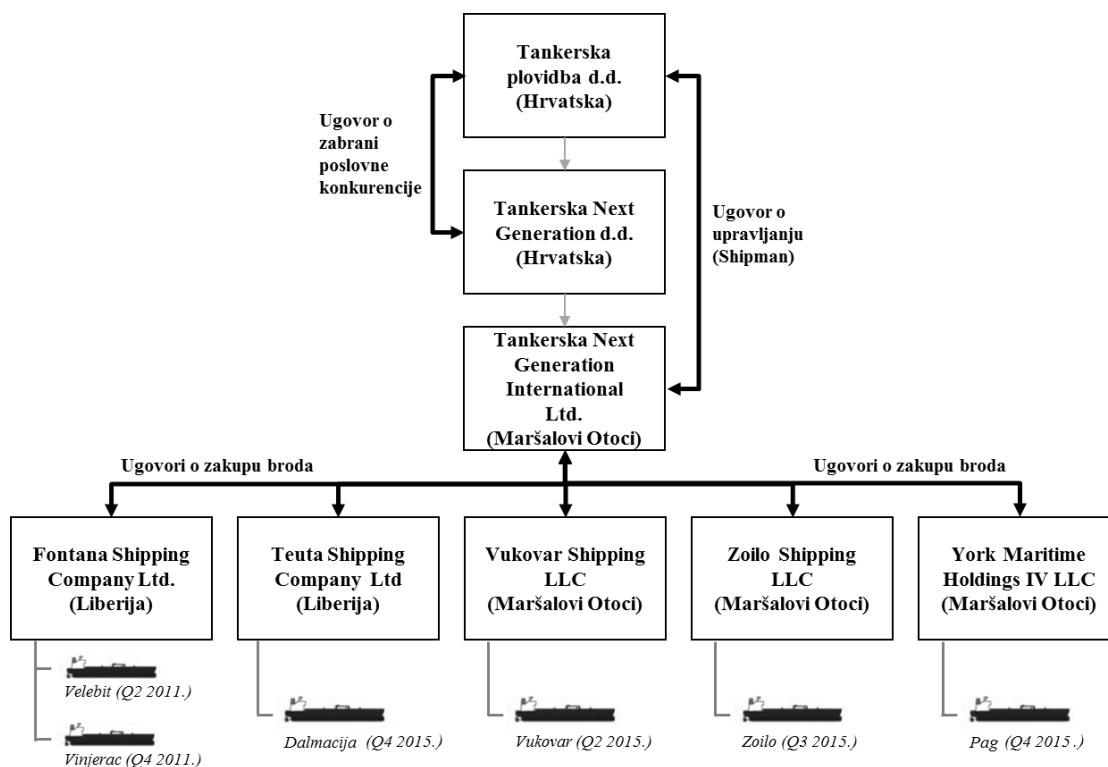 Tankerska
plovidba d.d.
(Hrvatska)
Ugovor o
zabrani
poslovne
konkurencije
Tankerska Next
Generation d.d.
(Hrvatska)
Ugovor o
upravljanju
(Shipman)
Tankerska Next
Generation
International
Ltd.
(Maršalovi Otoci)
Ugovori o zakupu broda
Ugovori o zakupu broda
Fontana Shipping
Company Ltd.
(Liberija)
Teuta Shipping
Company Ltd
(Liberija)
Vukovar Shipping
LLC
(Maršalovi Otoci)
Zoilo Shipping
LLC
(Maršalovi Otoci)
York Maritime
Holdings IV LLC
(Maršalovi Otoci)
Velebit (Q2 2011.)
Vinjerac (Q4 2011.)
Dalmacija (Q4 2015.)
Vukovar (Q2 2015.)
Zoilo (Q3 2015.)
Pag (Q4 2015.)